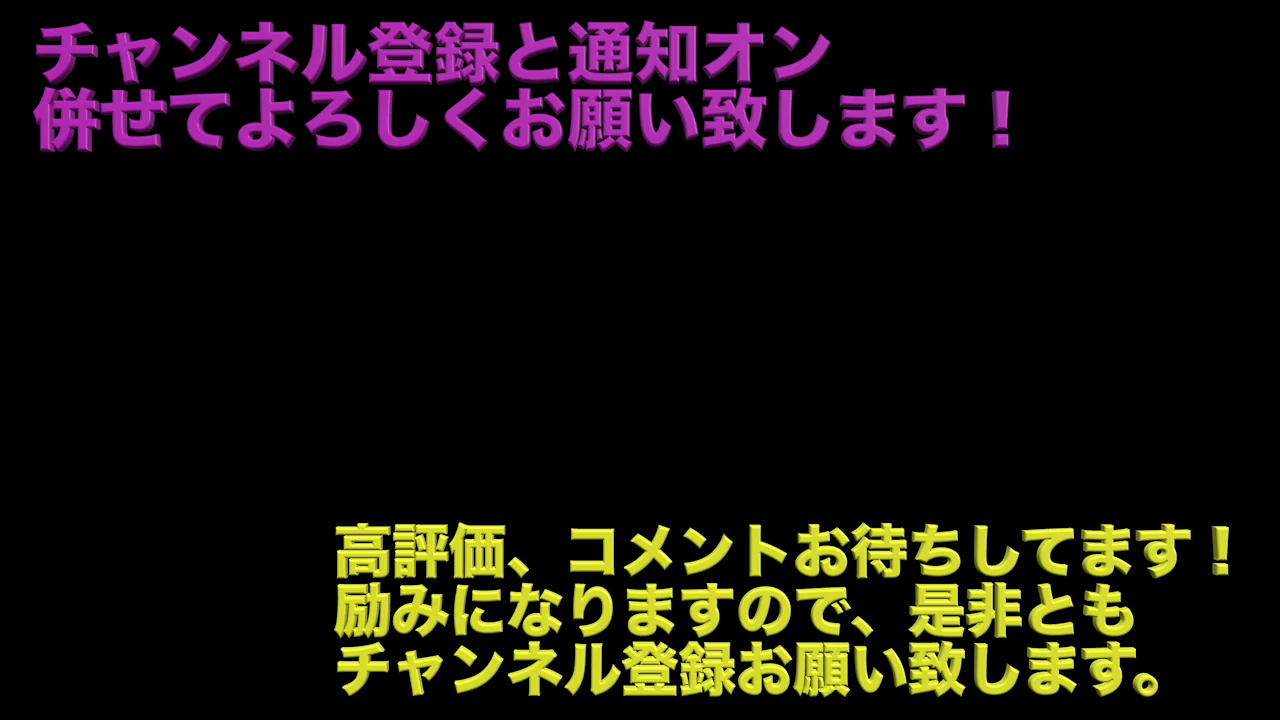 チャンネル登録と通知オン
併せてよろしくお願い致します！
高評価、コメントお待ちしてます！
励みになりますので、是非とも
チャンネル登録お願い致します。